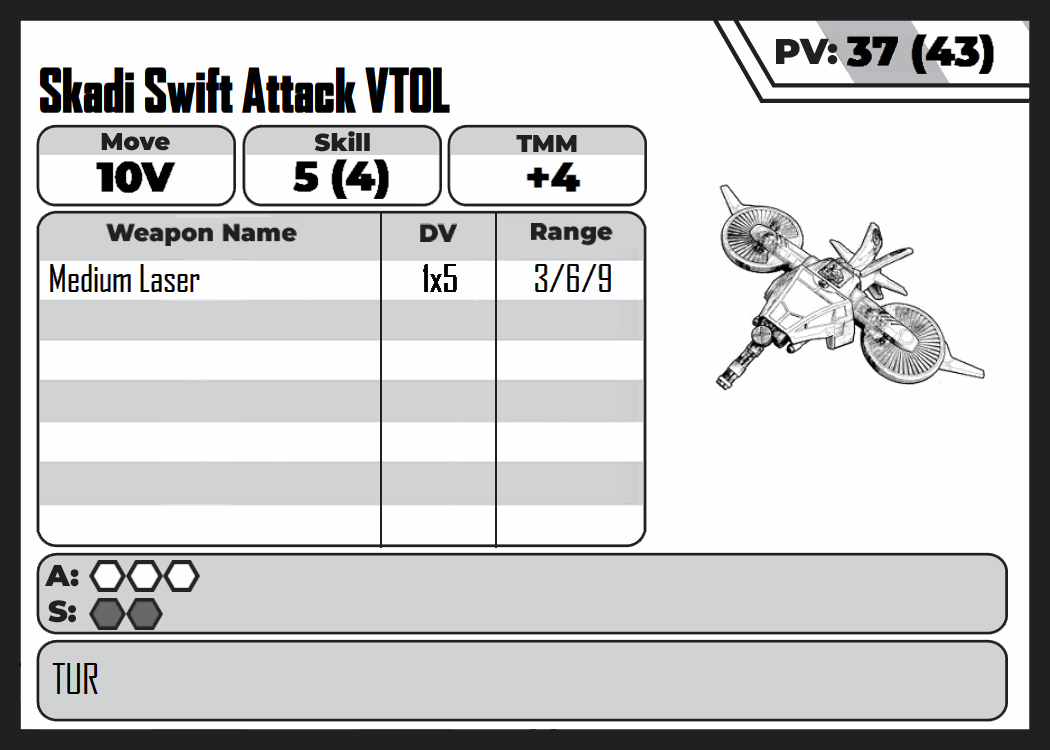 PV: 37 (43)
Skadi Swift Attack VTOL
Move Skill TMM
10V 5 (4) +4
Weapon Name DV Range
Medium Laser 1x5 3/6/9
A:
S:
TUR